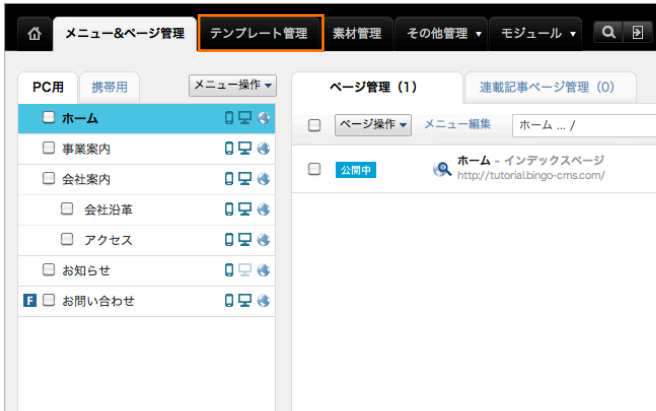 メニュー&ページ管理 テンプレート管理 素材管理 その他管理 ▼ モジュール ▼
PC用 携帯用 メニュー操作▼
ホーム
事業案内
会社案内
会社沿革
アクセス
お知らせ
F お問い合わせ
ページ管理（1） 連載記事ページ管理（0）
ページ操作▼ メニュー編集 ホーム ... /
公開中 ホーム - インデックスページ
http://tutorial.bingo-cms.com/